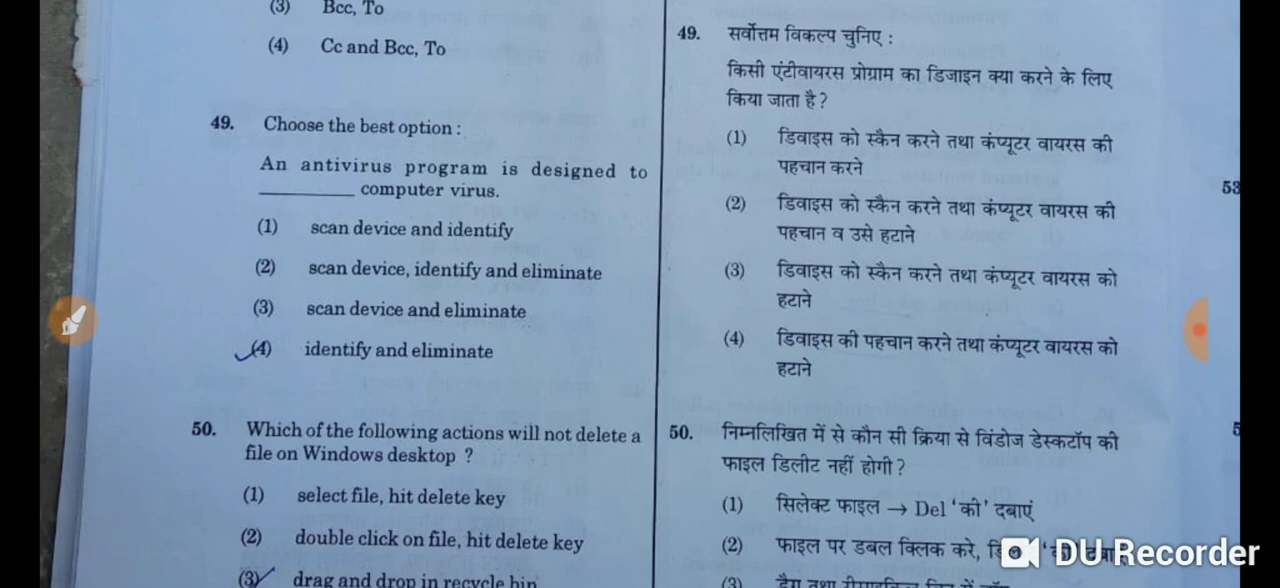 (3) Bcc, To
(4) Cc and Bcc, To
49. Choose the best option :
An antivirus program is designed to
________ computer virus.
(1) scan device and identify
(2) scan device, identify and eliminate
(3) scan device and eliminate
(4) identify and eliminate
50. Which of the following actions will not delete a
file on Windows desktop ?
(1) select file, hit delete key
(2) double click on file, hit delete key
(3) drag and drop in recycle bin
49. सर्वोत्तम विकल्प चुनिए :
किसी एंटीवायरस प्रोग्राम का डिजाइन क्या करने के लिए
किया जाता है?
(1) डिवाइस को स्कैन करने तथा कंप्यूटर वायरस की
पहचान करने
(2) डिवाइस को स्कैन करने तथा कंप्यूटर वायरस की
पहचान व उसे हटाने
(3) डिवाइस को स्कैन करने तथा कंप्यूटर वायरस को
हटाने
(4) डिवाइस की पहचान करने तथा कंप्यूटर वायरस को
हटाने
50. निम्नलिखित में से कौन सी क्रिया से विंडोज डेस्कटॉप की
फाइल डिलीट नहीं होगी?
(1) सिलेक्ट फाइल → Del 'की' दबाएं
(2) फाइल पर डबल क्लिक करे,
(3)
53
DU Recorder